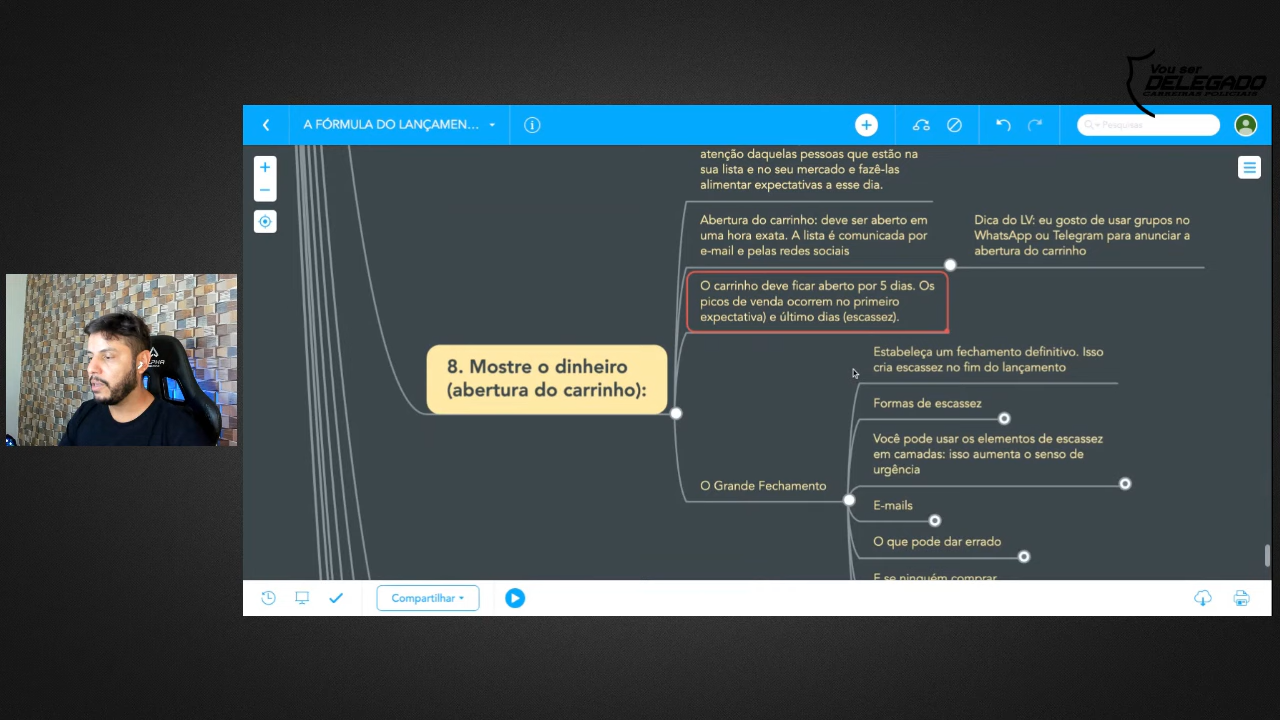 Vou ser
DELEGADO
CARREIRAS POLICIAIS
A FÓRMULA DO LANÇAMEN...
Pesquisar
atenção daquelas pessoas que estão na
sua lista e no seu mercado e fazê-las
alimentar expectativas a esse dia.
Abertura do carrinho: deve ser aberto em
uma hora exata. A lista é comunicada por
e-mail e pelas redes sociais
Dica do LV: eu gosto de usar grupos no
WhatsApp ou Telegram para anunciar a
abertura do carrinho
O carrinho deve ficar aberto por 5 dias. Os
picos de venda ocorrem no primeiro
expectativa) e último dias (escassez).
8. Mostre o dinheiro
(abertura do carrinho):
Estabeleça um fechamento definitivo. Isso
cria escassez no fim do lançamento
Formas de escassez
Você pode usar os elementos de escassez
em camadas: isso aumenta o senso de
urgência
O Grande Fechamento
E-mails
O que pode dar errado
E se ninguém comprar
Compartilhar